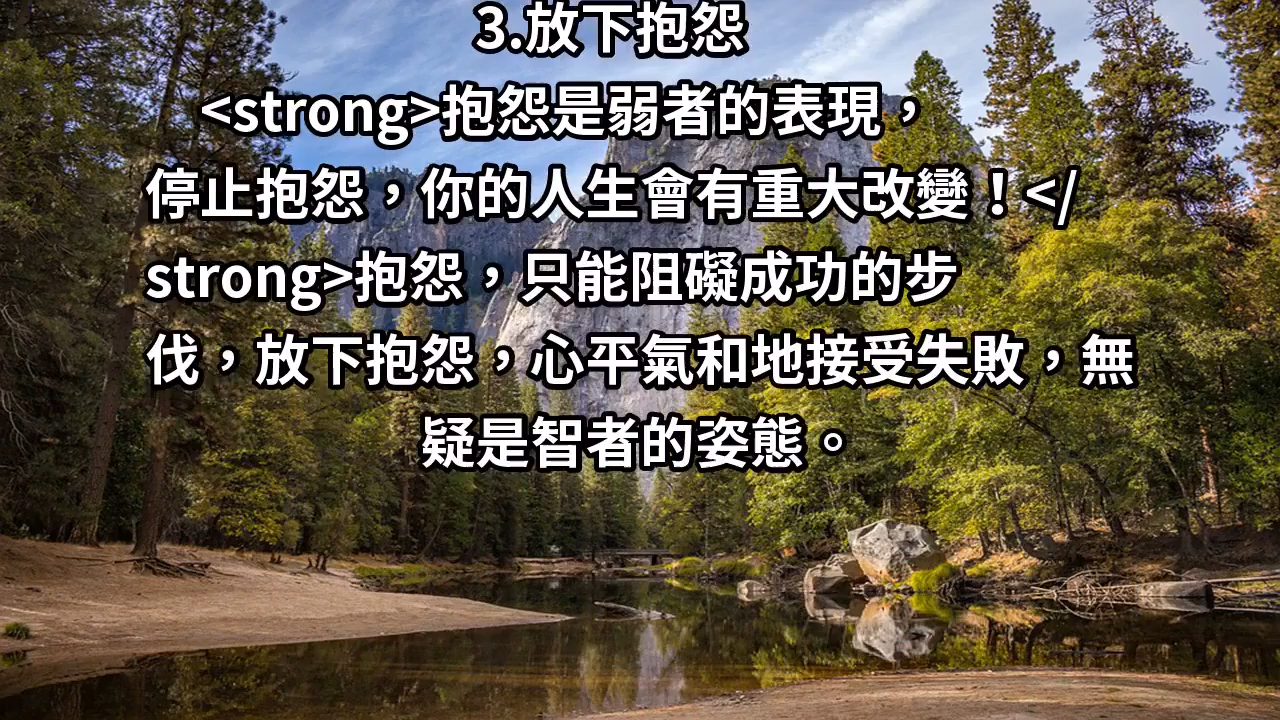 3.放下抱怨
<strong>抱怨是弱者的表現，
停止抱怨，你的人生會有重大改變！</
strong>抱怨，只能阻礙成功的步
伐，放下抱怨，心平氣和地接受失敗，無
疑是智者的姿態。